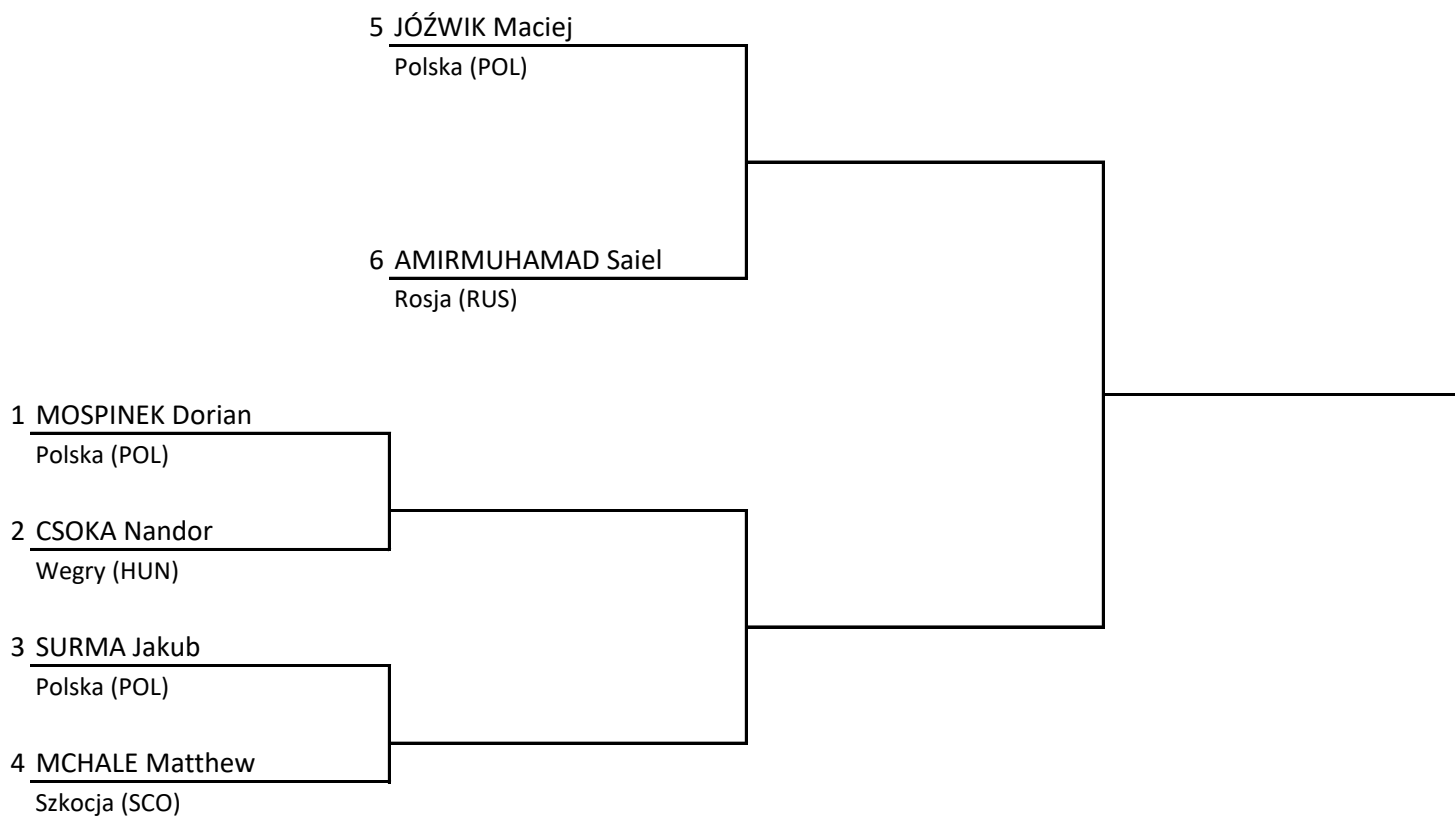 5 JÓŹWIK Maciej
Polska (POL)
6 AMIRMUHAMAD Saiel
Rosja (RUS)
1 MOSPINEK Dorian
Polska (POL)
2 CSOKA Nandor
Wegry (HUN)
3 SURMA Jakub
Polska (POL)
4 MCHALE Matthew
Szkocja (SCO)